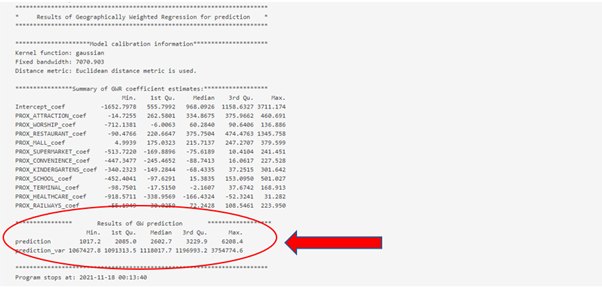 ***********************************************************************
* Results of Geographically Weighted Regression for prediction *
***********************************************************************
*********************Model calibration information*********************
Kernel function: gaussian
Fixed bandwidth: 7070.903
Distance metric: Euclidean distance metric is used.
****************Summary of GWR coefficient estimates:******************
Min. 1st Qu. Median 3rd Qu. Max.
Intercept_coef -1652.7978 555.7992 968.0926 1158.6327 3711.174
PROX_ATTRACTION_coef -14.7255 262.5801 334.8675 375.9662 460.691
PROX_WORSHIP_coef -712.1381 -6.0063 60.2840 90.6406 136.886
PROX_RESTAURANT_coef -90.4766 220.6647 375.7504 474.4763 1345.758
PROX_MALL_coef 4.9939 175.0323 215.7137 247.2707 379.599
PROX_SUPERMARKET_coef -513.7220 -169.8896 -75.6189 10.4104 241.451
PROX_CONVENIENCE_coef -447.3477 -245.4652 -88.7413 16.0617 227.528
PROX_KINDERGARTENS_coef -340.2323 -149.2844 -68.4335 37.2515 301.642
PROX_SCHOOL_coef -452.4041 -97.6291 15.3835 153.0950 501.027
PROX_TERMINAL_coef -98.7501 -17.5150 -2.1607 37.6742 168.913
PROX_HEALTHCARE_coef -918.5711 -338.9569 -166.4324 -52.3241 31.282
PROX_RAILWAYS_coef 72.2428 108.5461 223.950
**************** Results of GW prediction ******************
Min. 1st Qu. Median 3rd Qu. Max.
prediction 1017.2 2085.0 2602.7 3229.9 6208.4
prediction_var 1067427.8 1091313.5 1118017.7 1196993.2 3754774.6
***********************************************************************
Program stops at: 2021-11-18 00:13:40